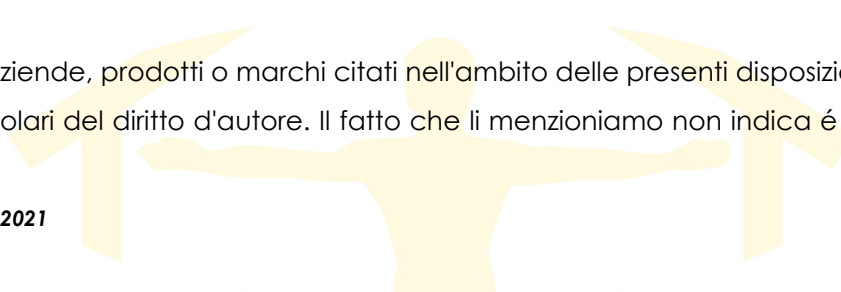 ziende, prodotti o marchi citati nell'ambito delle presenti disposizi
olari del diritto d'autore. Il fatto che li menzioniamo non indica é
2021